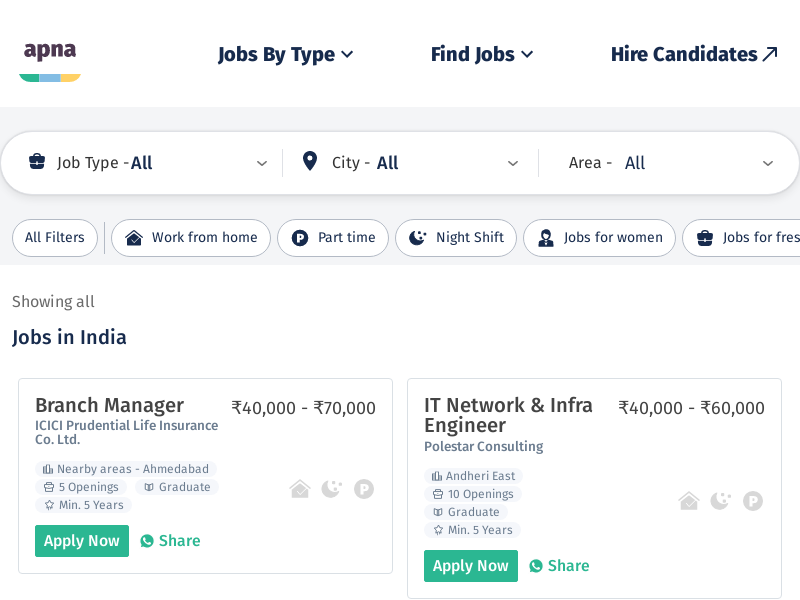 apna
Jobs By Type
Find Jobs
Hire Candidates
Job Type - All
City - All
Area - All
All Filters
Work from home
Part time
Night Shift
Jobs for women
Jobs for fres
Showing all
Jobs in India
Branch Manager
₹40,000 - ₹70,000
ICICI Prudential Life Insurance
Co. Ltd.
Nearby areas - Ahmedabad
5 Openings
Graduate
Min. 5 Years
Apply Now
Share
IT Network & Infra
Engineer
₹40,000 - ₹60,000
Polestar Consulting
Andheri East
10 Openings
Graduate
Min. 5 Years
Apply Now
Share